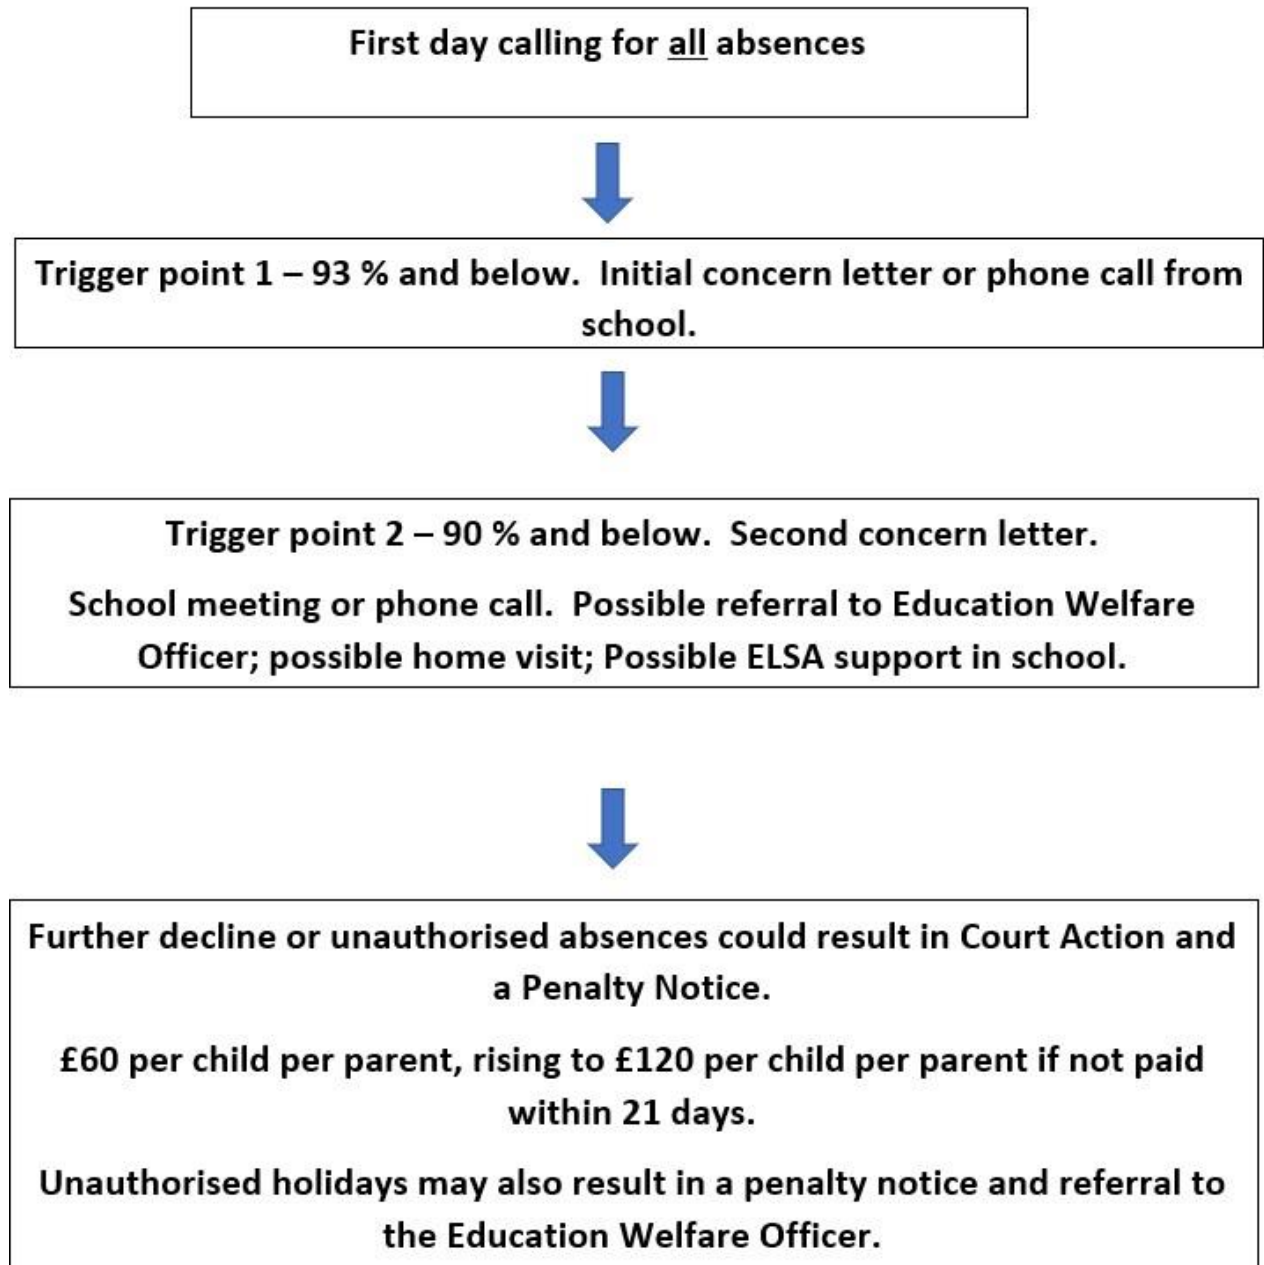 First day calling for all absences
Trigger point 1 – 93 % and below.  Initial concern letter or phone call from
school.
Trigger point 2 – 90 % and below.  Second concern letter.
School meeting or phone call.  Possible referral to Education Welfare
Officer; possible home visit; Possible ELSA support in school.
Further decline or unauthorised absences could result in Court Action and
a Penalty Notice.
£60 per child per parent, rising to £120 per child per parent if not paid
within 21 days.
Unauthorised holidays may also result in a penalty notice and referral to
the Education Welfare Officer.